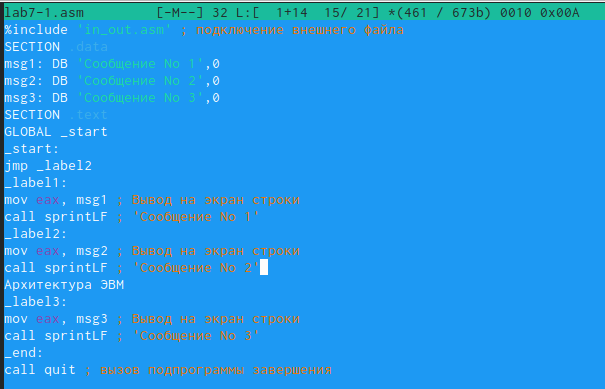 lab7-1.asm [-M--] 32 L:[ 1+14 15/ 21] *(461 / 673b) 0010 0x00A
%include 'in_out.asm' ; подключение внешнего файла
SECTION .data
msg1: DB 'Сообщение No 1',0
msg2: DB 'Сообщение No 2',0
msg3: DB 'Сообщение No 3',0
SECTION .text
GLOBAL _start
_start:
jmp _label2
_label1:
mov eax, msg1 ; Вывод на экран строки
call sprintLF ; 'Сообщение No 1'
_label2:
mov eax, msg2 ; Вывод на экран строки
call sprintLF ; 'Сообщение No 2'
Архитектура ЭВМ
_label3:
mov eax, msg3 ; Вывод на экран строки
call sprintLF ; 'Сообщение No 3'
_end:
call quit ; вызов подпрограммы завершения